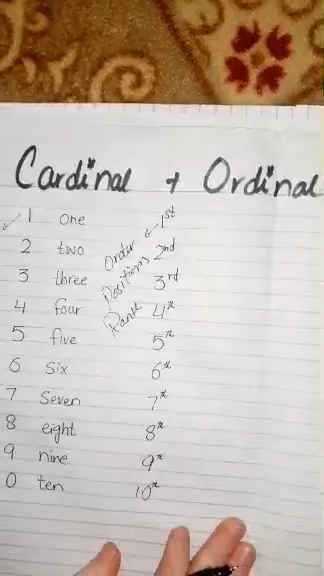 Cardinal + Ordinal
1 One 1st
2 two 2nd
3 three 3rd
4 four 4th
5 five 5th
6 Six 6th
7 Seven 7th
8 eight 8th
9 nine 9th
0 ten 10th
Order
Positions
Rank